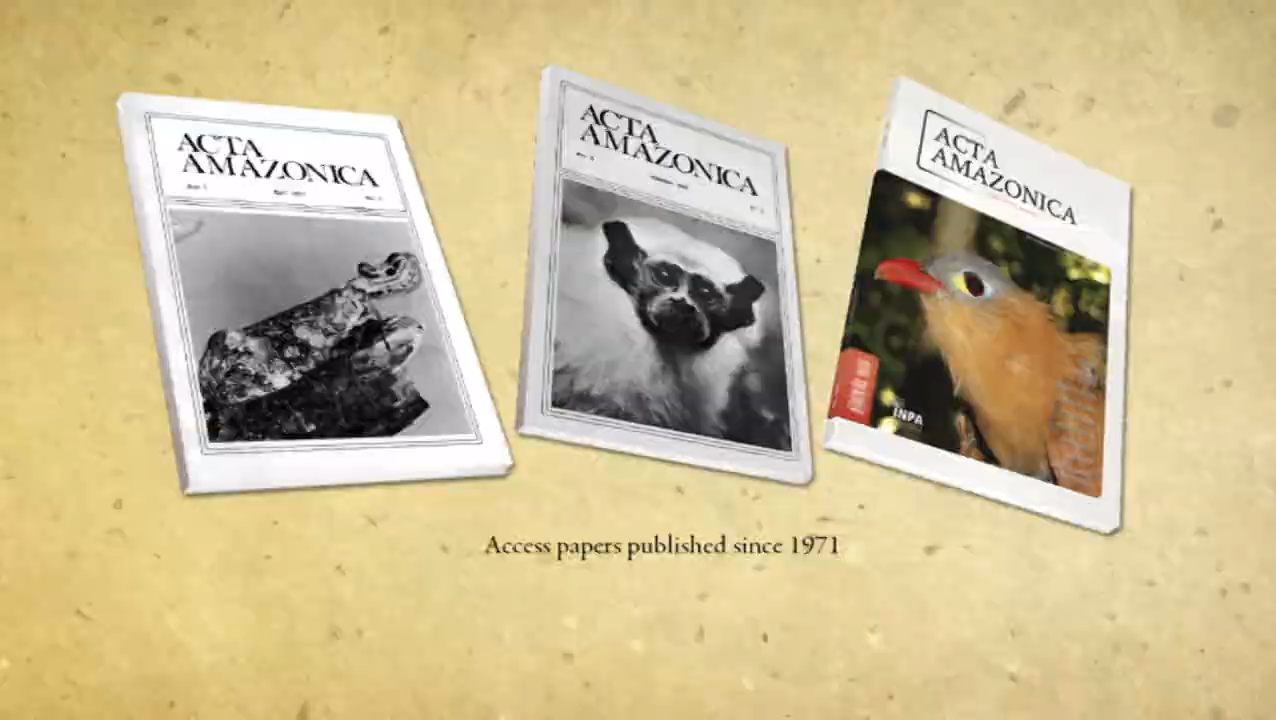 ACTA
AMAZONICA
ACTA
AMAZONICA
ACTA
AMAZONICA
INPA
Access papers published since 1971